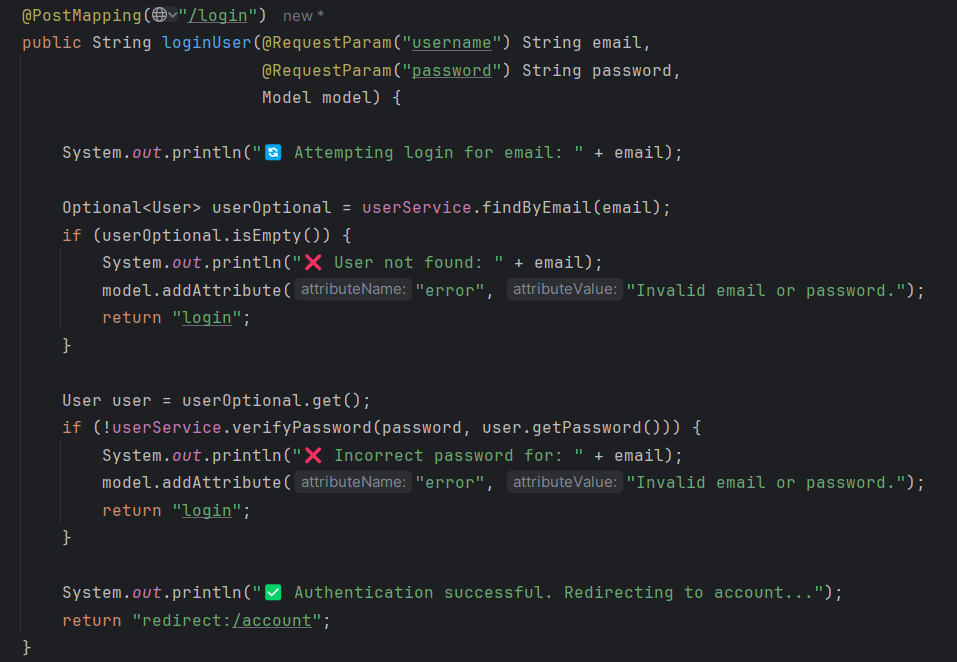 @PostMapping("/login") new *
public String loginUser(@RequestParam("username") String email,
@RequestParam("password") String password,
Model model) {
System.out.println("🔄 Attempting login for email: " + email);
Optional<User> userOptional = userService.findByEmail(email);
if (userOptional.isEmpty()) {
System.out.println("❌ User not found: " + email);
model.addAttribute( attributeName: "error", attributeValue: "Invalid email or password.");
return "login";
}
User user = userOptional.get();
if (!userService.verifyPassword(password, user.getPassword())) {
System.out.println("❌ Incorrect password for: " + email);
model.addAttribute( attributeName: "error", attributeValue: "Invalid email or password.");
return "login";
}
System.out.println("✅ Authentication successful. Redirecting to account...");
return "redirect:/account";
}